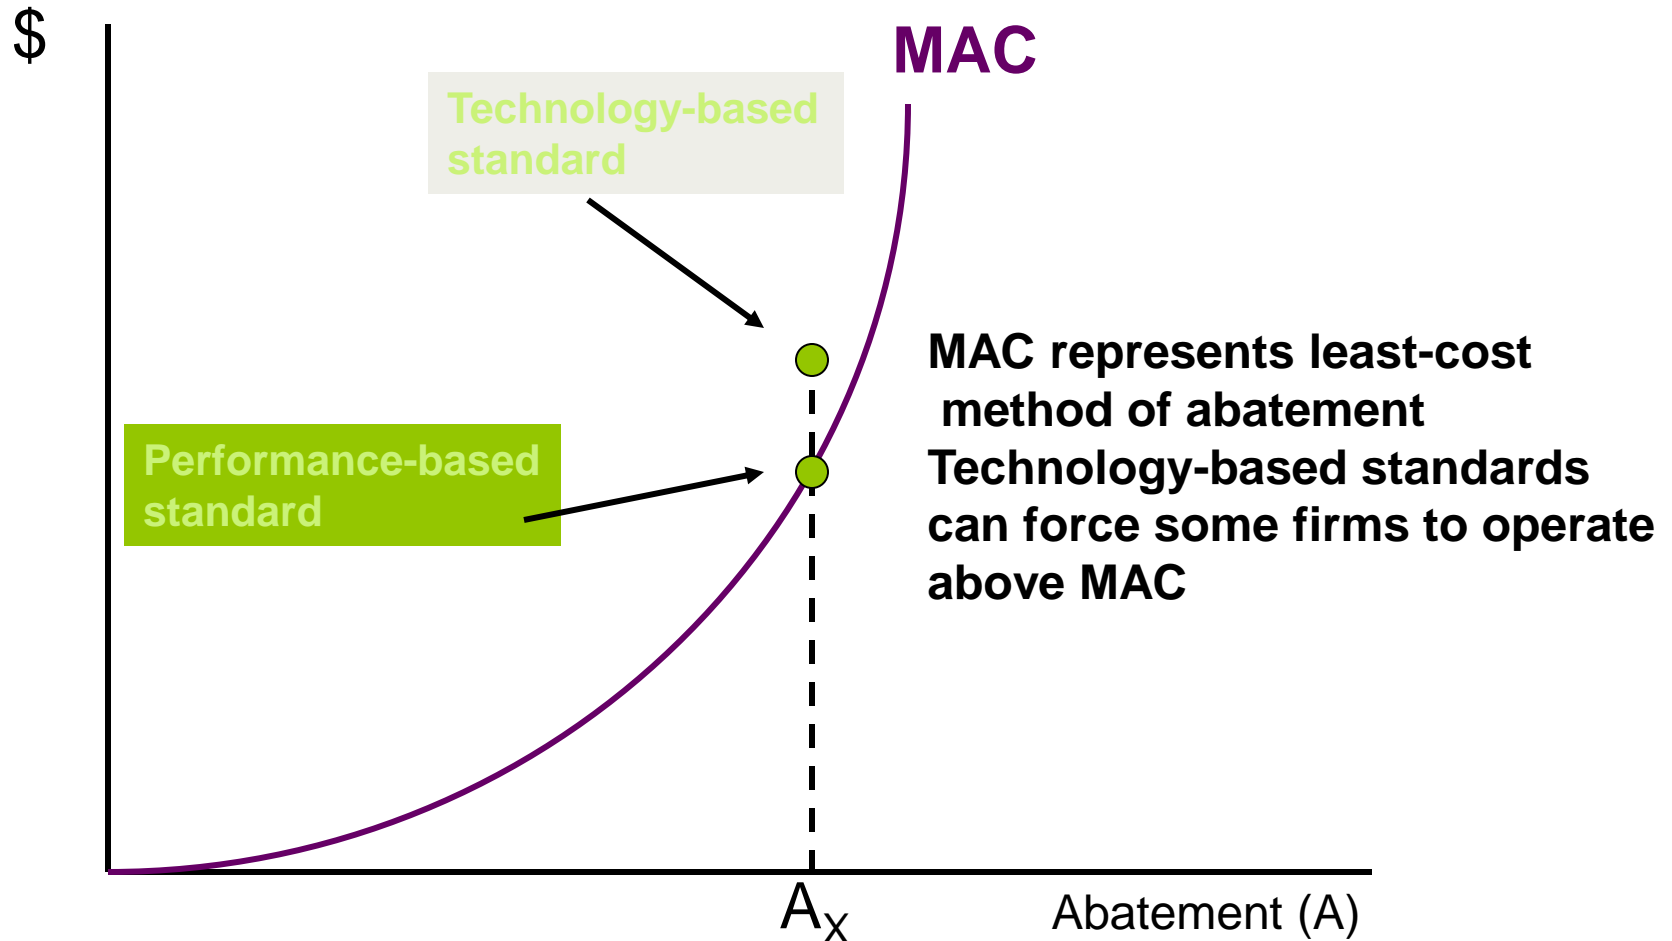 $
MAC
Technology-based
standard
MAC represents least-cost
method of abatement
Technology-based standards
can force some firms to operate
above MAC
Performance-based
standard
AX
Abatement (A)